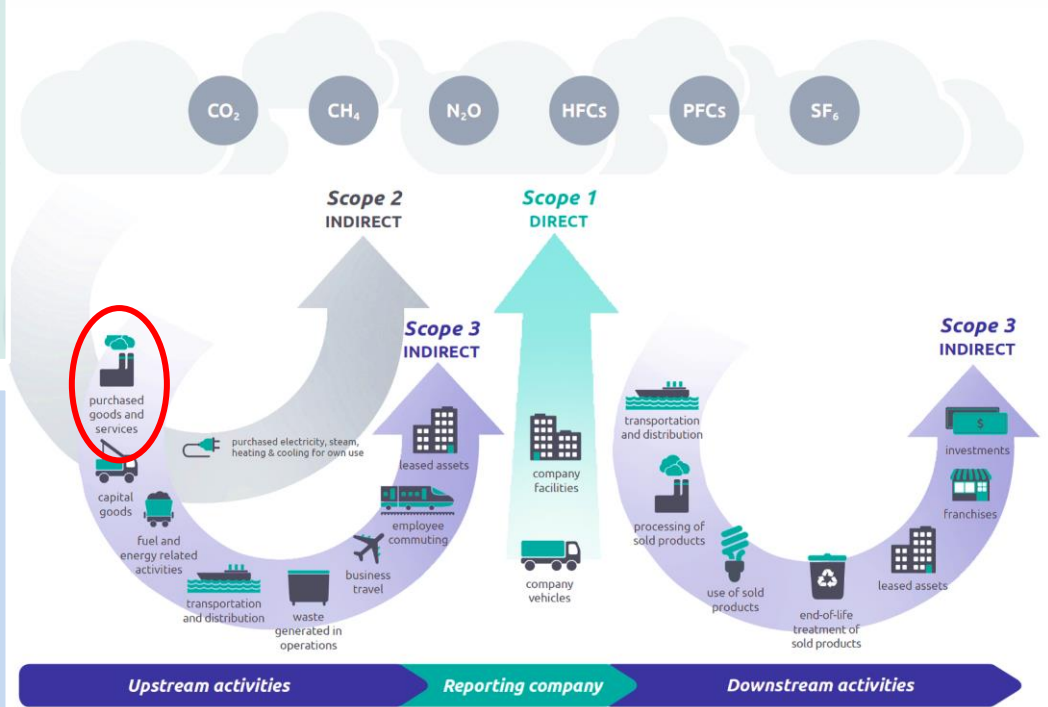 CO₂
CH₄
N₂O
HFCs
PFCs
SF₆
Scope 2
INDIRECT
Scope 1
DIRECT
Scope 3
INDIRECT
Scope 3
INDIRECT
purchased
goods and
services
capital
goods
fuel and
energy related
activities
purchased electricity, steam,
heating & cooling for own use
transportation
and distribution
waste
generated in
operations
business
travel
employee
commuting
leased assets
company
facilities
company
vehicles
transportation
and distribution
processing of
sold products
use of sold
products
end-of-life
treatment of
sold products
leased assets
franchises
$
investments
Upstream activities
Reporting company
Downstream activities